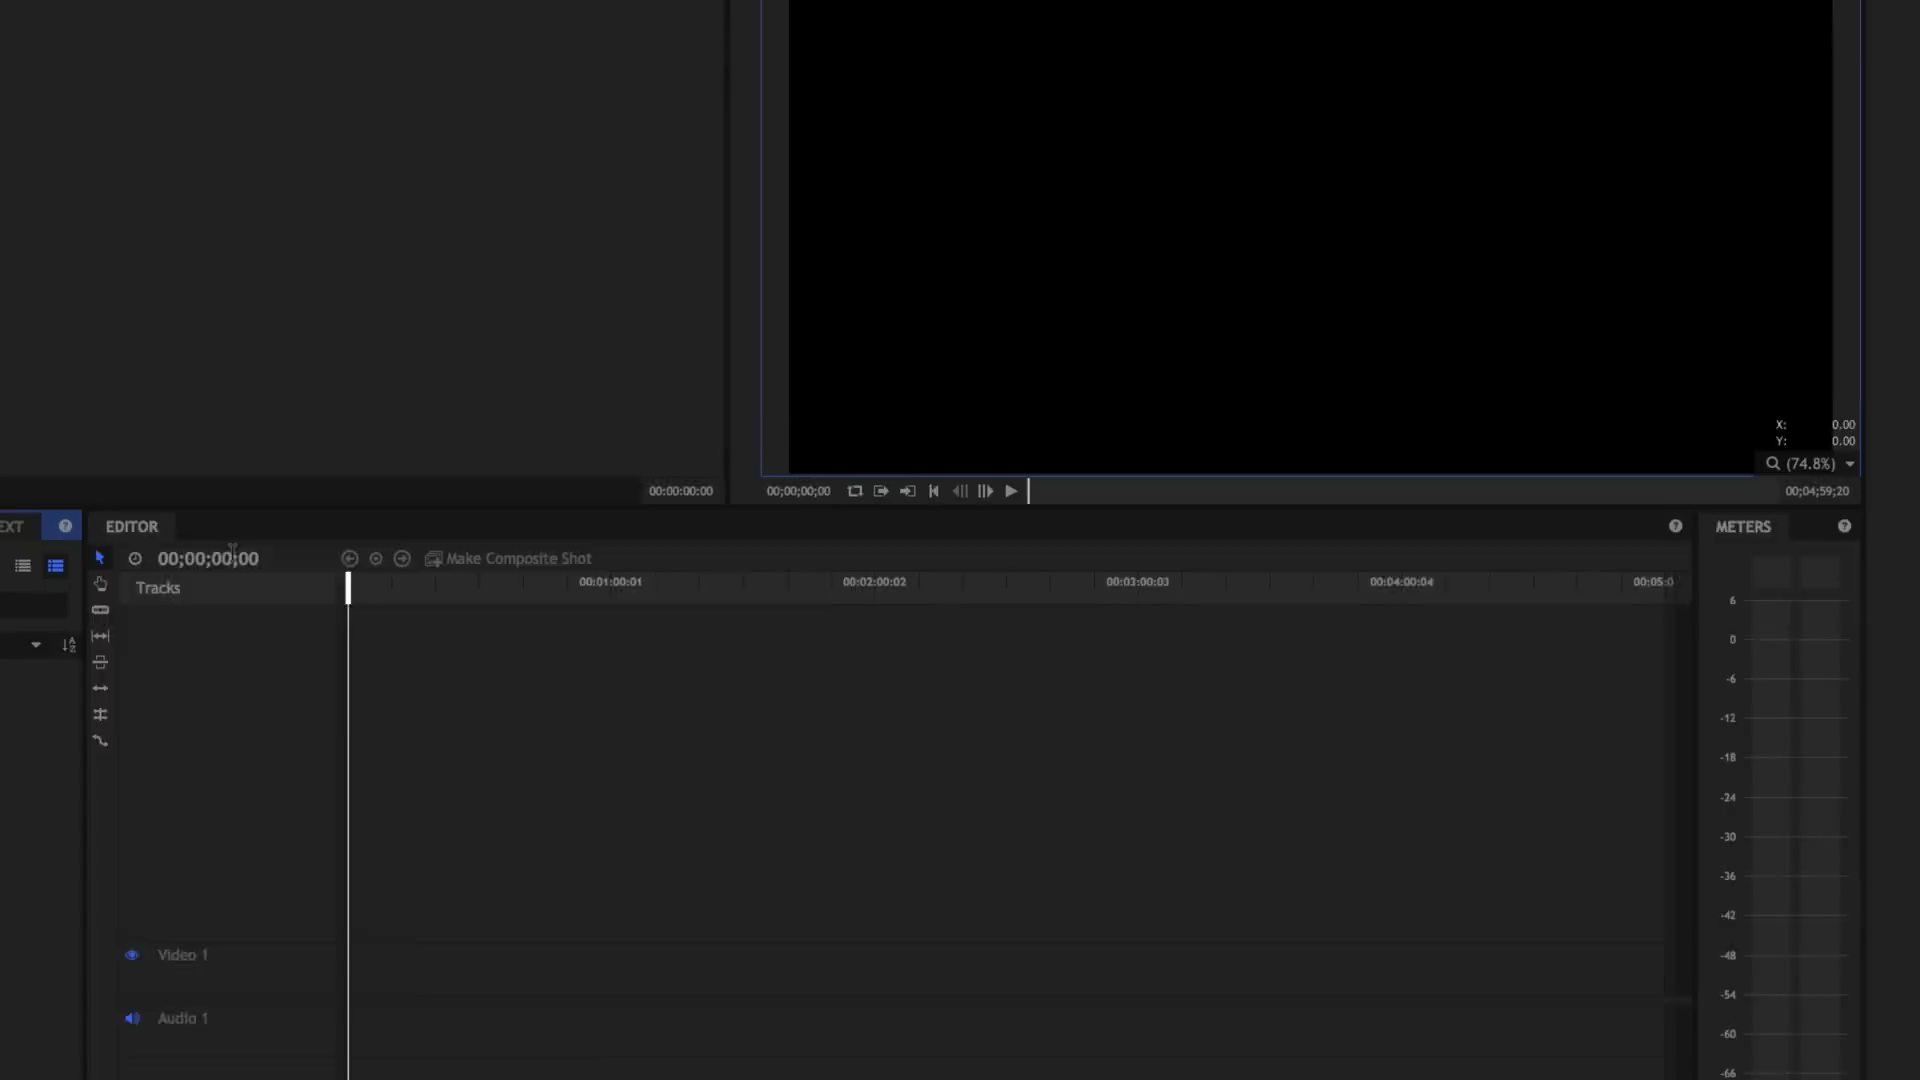 X: 0.00
Y: 0.00
(74.8%)
00:00:00:00
00;00;00;00
00;04;59;20
EXT
EDITOR
METERS
00;00;00;00
Make Composite Shot
Tracks
00:01:00:01
00:02:00:02
00:03:00:03
00:04:00:04
00:05:0
6
0
-6
-12
-18
-24
-30
-36
-42
-48
-54
-60
-66
Video 1
Audio 1